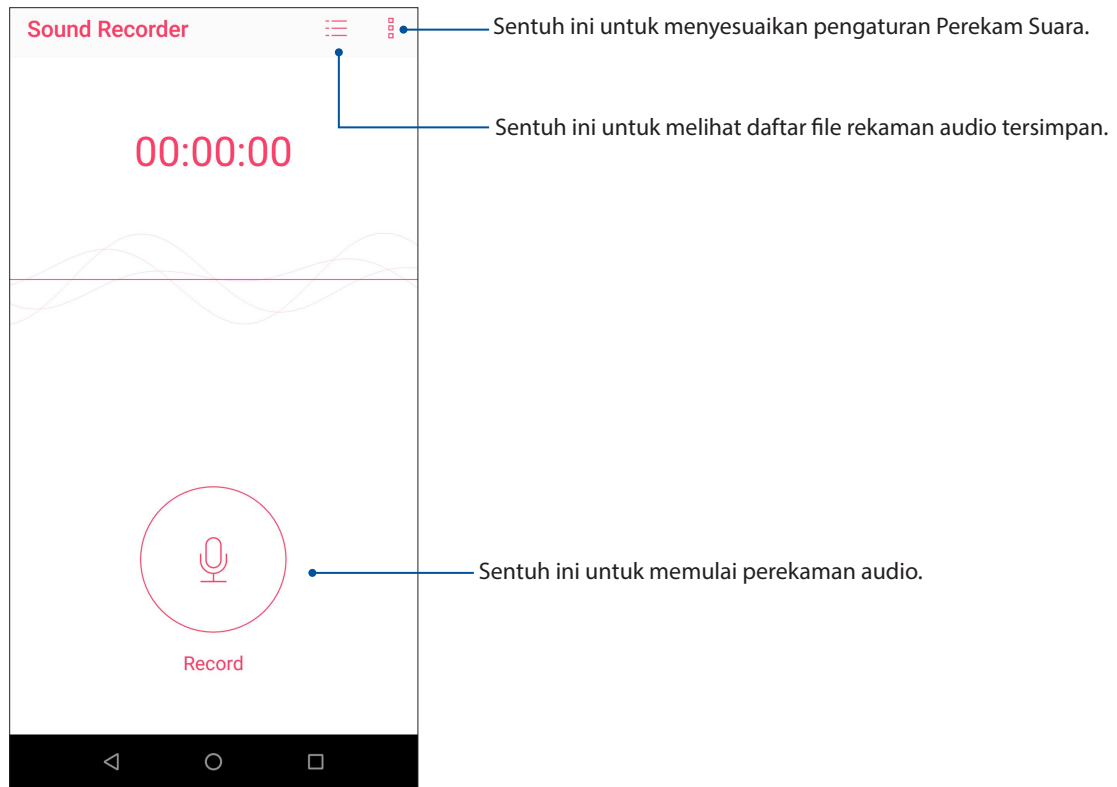 Sound Recorder
Sentuh ini untuk menyesuaikan pengaturan Perekam Suara.
Sentuh ini untuk melihat daftar file rekaman audio tersimpan.
00:00:00
Sentuh ini untuk memulai perekaman audio.
Record